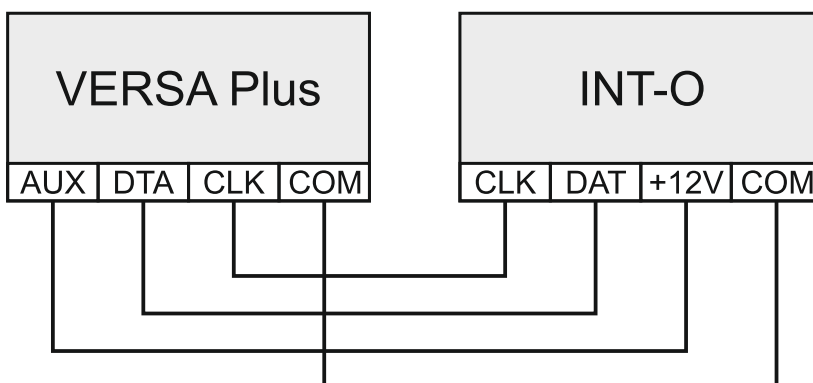 VERSA Plus
AUX DTA CLK COM
INT-O
CLK DAT +12V COM